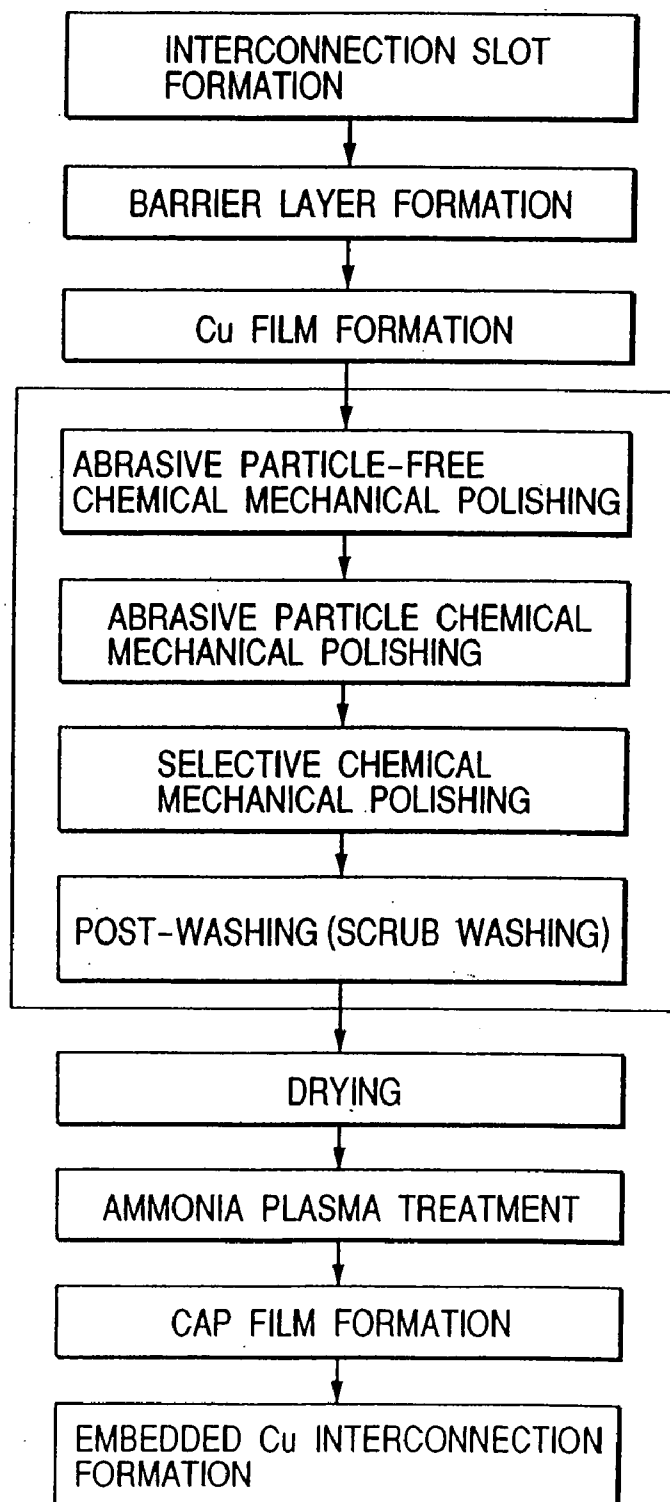 INTERCONNECTION SLOT
FORMATION
BARRIER LAYER FORMATION
Cu FILM FORMATION
ABRASIVE PARTICLE-FREE
CHEMICAL MECHANICAL POLISHING
ABRASIVE PARTICLE CHEMICAL
MECHANICAL POLISHING
SELECTIVE CHEMICAL
MECHANICAL POLISHING
POST-WASHING (SCRUB WASHING)
DRYING
AMMONIA PLASMA TREATMENT
CAP FILM FORMATION
EMBEDDED Cu INTERCONNECTION
FORMATION